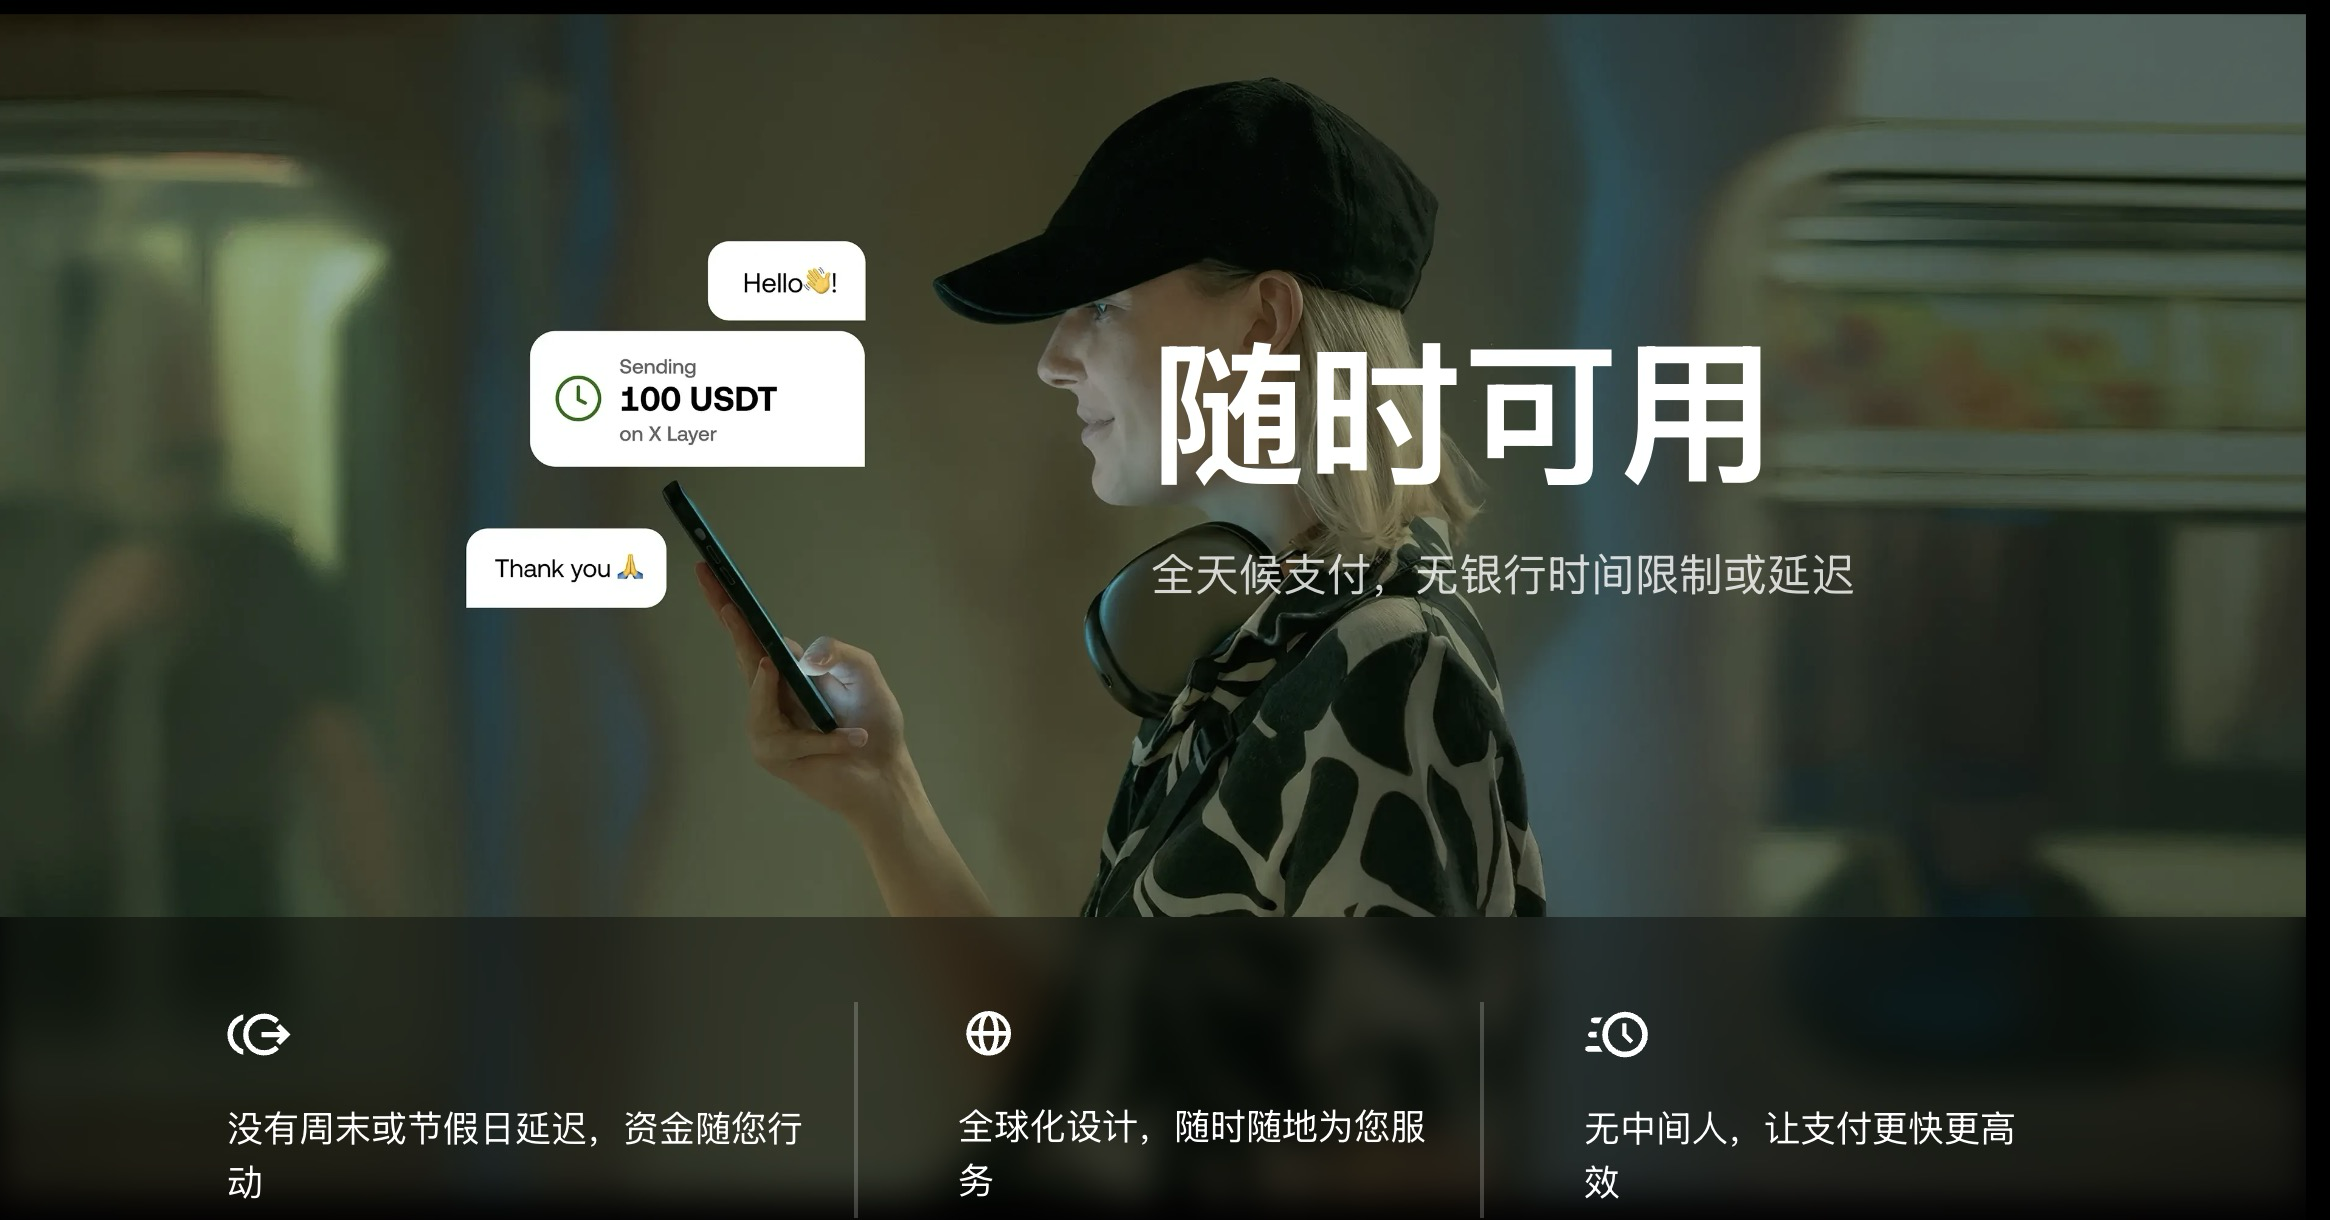 Hello👋!
Sending
100 USDT
on X Layer
Thank you 🙏
随时可用
全天候支付，无银行时间限制或延迟
没有周末或节假日延迟，资金随您行
动
全球化设计，随时随地为您服
务
无中间人，让支付更快更高
效